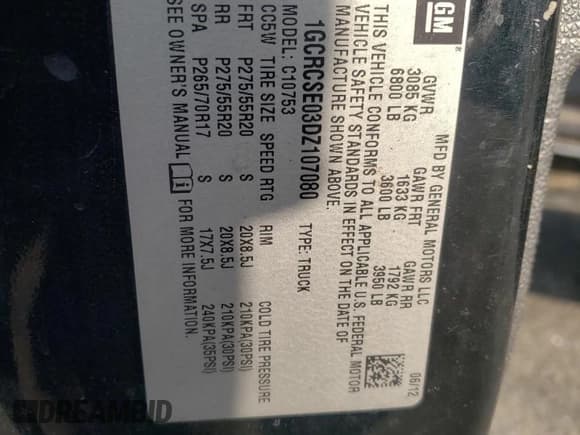 GM
®
MFD BY GENERAL MOTORS LLC
06/12
GVWR GAWR FRT GAWR RR
3085 KG 1633 KG 1792 KG
6800 LB 3600 LB 3950 LB
THIS VEHICLE CONFORMS TO ALL APPLICABLE U.S. FEDERAL MOTOR
VEHICLE SAFETY STANDARDS IN EFFECT ON THE DATE OF
MANUFACTURE SHOWN ABOVE.
1GCRCSE03DZ107080 TYPE: TRUCK
MODEL: C10753
CC5W TIRE SIZE SPEED RTG RIM COLD TIRE PRESSURE
FRT P275/55R20 S 20X8.5J 210KPA(30PSI)
RR P275/55R20 S 20X8.5J 210KPA(30PSI)
SPA P265/70R17 S 17X7.5J 240KPA(35PSI)
SEE OWNER'S MANUAL FOR MORE INFORMATION.
DREAMBID